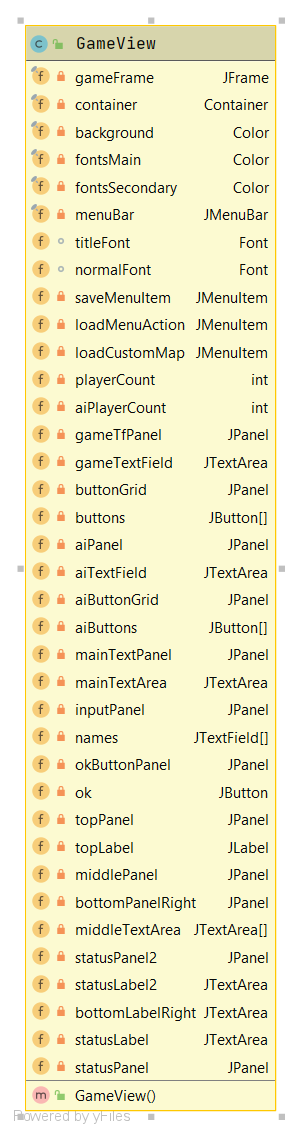 GameView
gameFrame JFrame
container Container
background Color
fontsMain Color
fontsSecondary Color
menuBar JMenuBar
titleFont Font
normalFont Font
saveMenuItem JMenuItem
loadMenuAction JMenuItem
loadCustomMap JMenuItem
playerCount int
aiPlayerCount int
gameTfPanel JPanel
gameTextField JTextArea
buttonGrid JPanel
buttons JButton[]
aiPanel JPanel
aiTextField JTextArea
aiButtonGrid JPanel
aiButtons JButton[]
mainTextPanel JPanel
mainTextArea JTextArea
inputPanel JPanel
names JTextField[]
okButtonPanel JPanel
ok JButton
topPanel JPanel
topLabel JLabel
middlePanel JPanel
bottomPanelRight JPanel
middleTextArea JTextArea[]
statusPanel2 JPanel
statusLabel2 JTextArea
bottomLabelRight JTextArea
statusLabel JTextArea
statusPanel JPanel
GameView()
Powered by yFiles